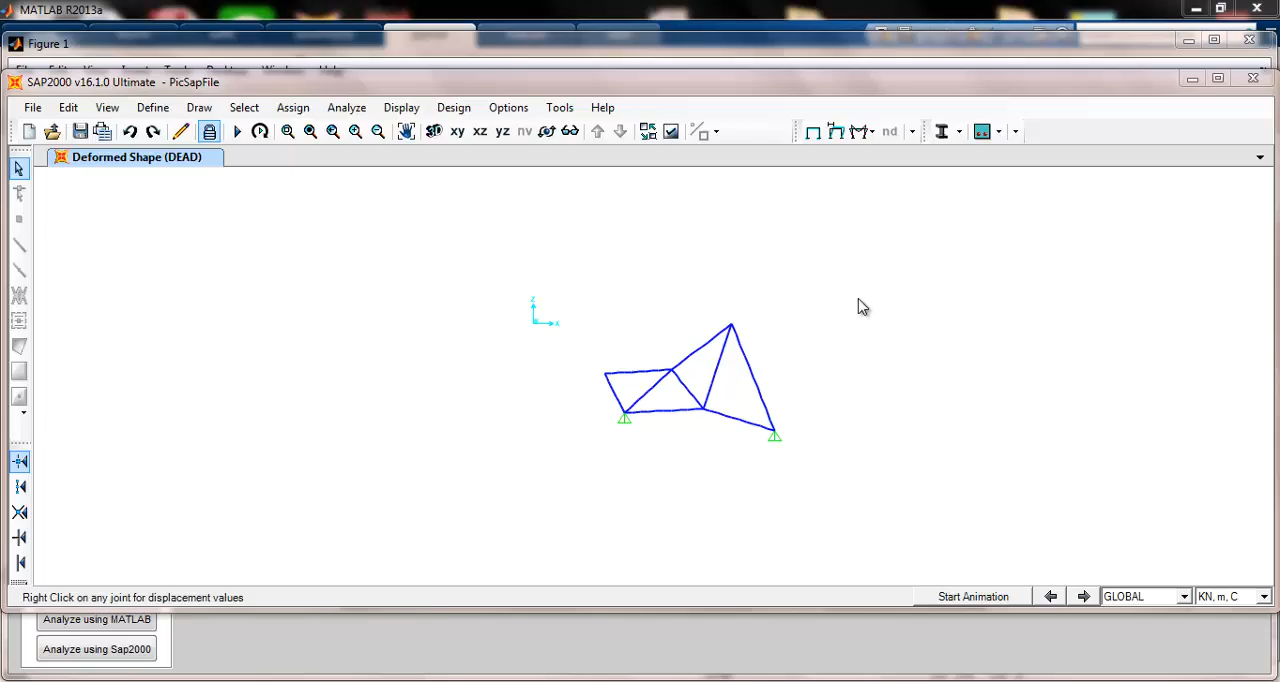 MATLAB R2013a
Figure 1
SAP2000 v16.1.0 Ultimate - PicSapFile
File Edit View Define Draw Select Assign Analyze Display Design Options Tools Help
3D xy xz yz nv nd
Deformed Shape (DEAD)
z
x
Right Click on any joint for displacement values
Start Animation
GLOBAL
KN, m, C
Analyze using MATLAB
Analyze using Sap2000